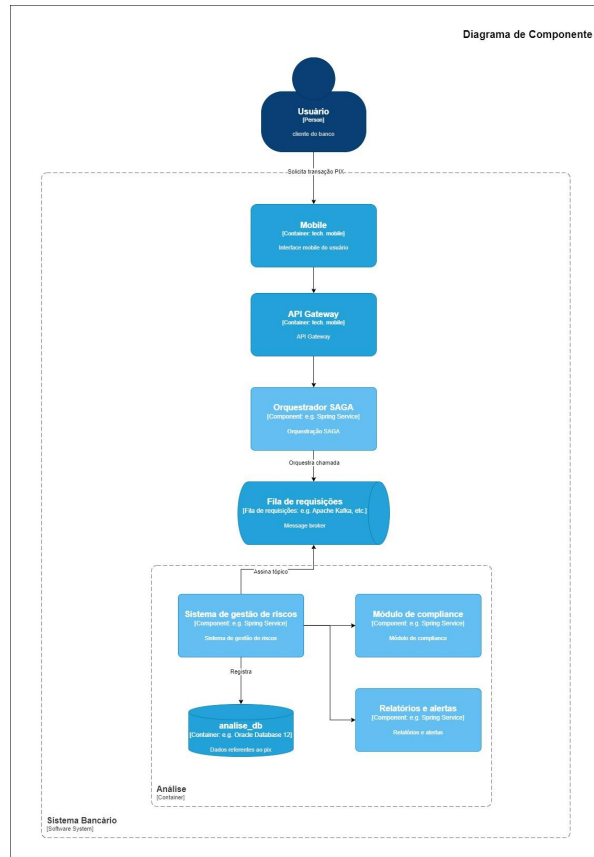 Diagrama de Componente
Usuário
[Person]
cliente do banco
Solicita transação PIX
Mobile
[Container: tech. mobile]
Interface mobile do usuário
API Gateway
[Container: tech. mobile]
API Gateway
Orquestrador SAGA
[Component: e.g. Spring Service]
Orquestração SAGA
Orquestra chamada
Fila de requisições
[Fila de requisições: e.g. Apache Kafka, etc.]
Message broker
Assina tópico
Sistema de gestão de riscos
[Component: e.g. Spring Service]
Sistema de gestão de riscos
Módulo de compliance
[Component: e.g. Spring Service]
Módulo de compliance
Registra
analise_db
[Container: e.g. Oracle Database 12]
Dados referentes ao pix
Relatórios e alertas
[Component: e.g. Spring Service]
Relatórios e alertas
Análise
[Container]
Sistema Bancário
[Software System]